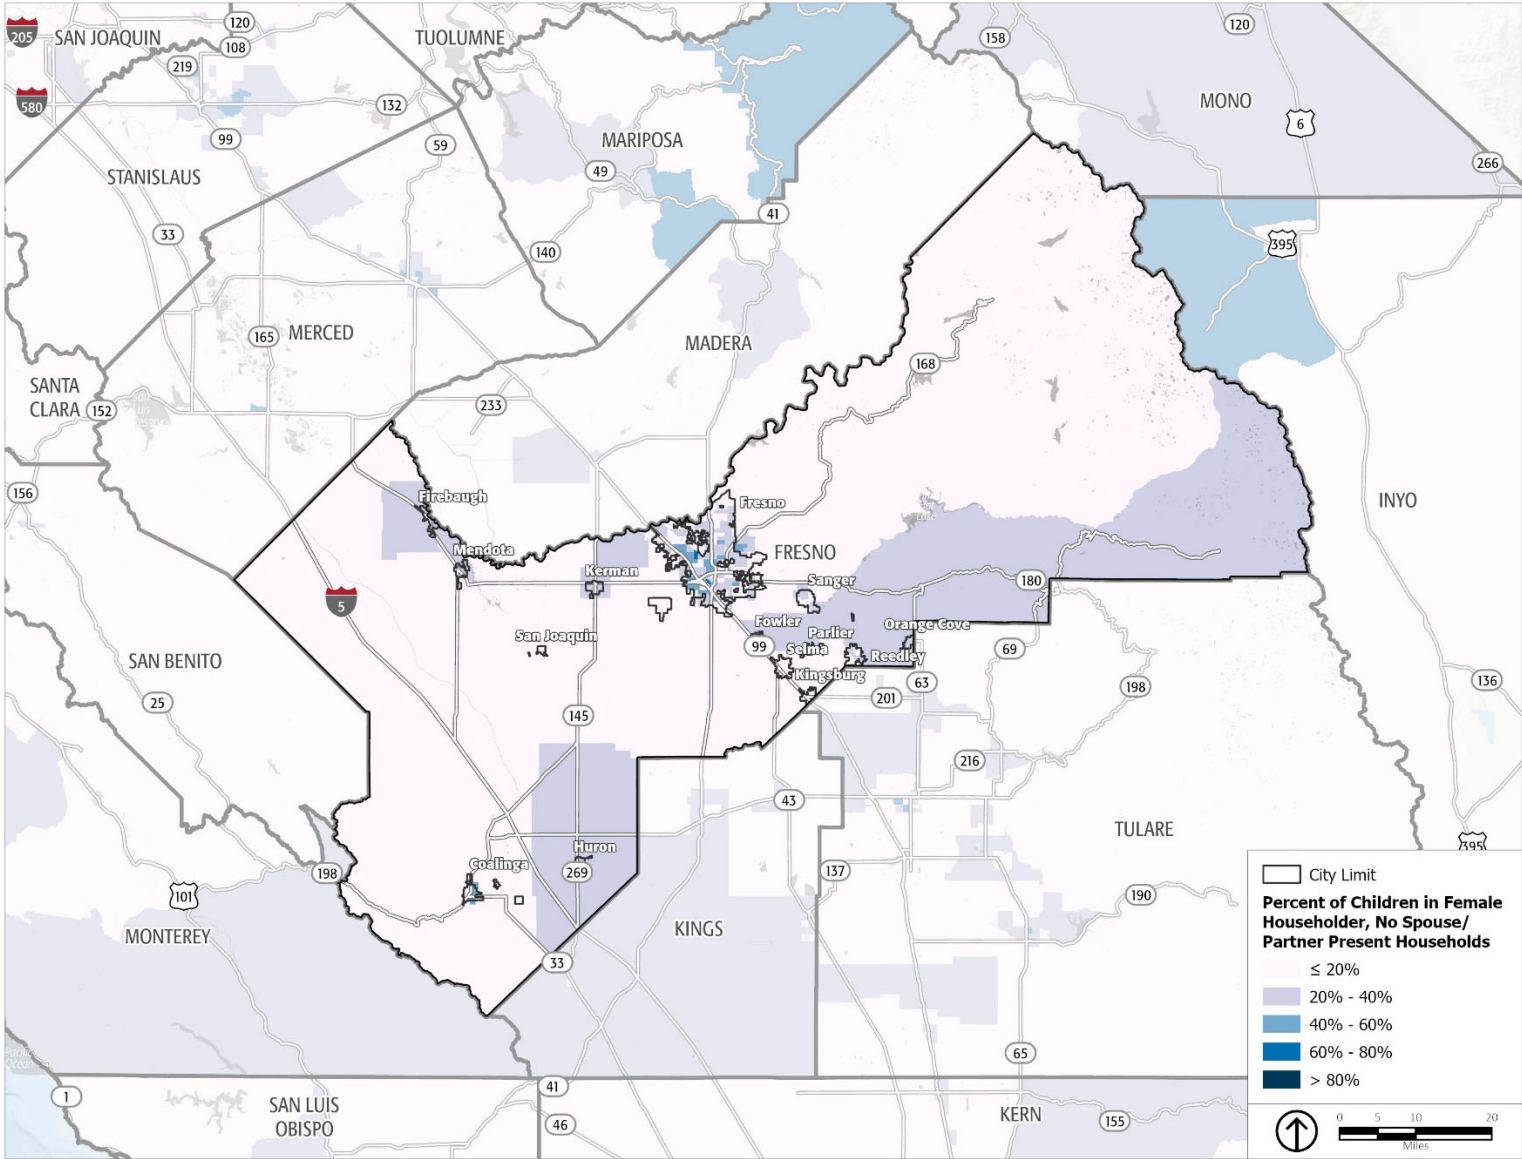 205
SAN JOAQUIN
120
108
TUOLUMNE
158
120
219
580
132
MARIPOSA
MONO
6
99
59
49
266
STANISLAUS
41
33
140
395
165
MERCED
MADERA
168
SANTA
CLARA
152
233
156
Firebaugh
Fresno
INYO
Mendota
FRESNO
Kerman
Sanger
180
5
Fowler
Orange Cove
San Joaquin
Parlier
99
Selma
Reedley
69
SAN BENITO
Kingsburg
63
136
25
201
198
145
216
43
TULARE
395
Huron
Coalinga
198
269
137
101
190
KINGS
MONTEREY
33
65
Pacific
Ocean
1
41
SAN LUIS
OBISPO
46
KERN
155
City Limit
Percent of Children in Female
Householder, No Spouse/
Partner Present Households
≤ 20%
20% - 40%
40% - 60%
60% - 80%
> 80%
0 5 10 20
Miles